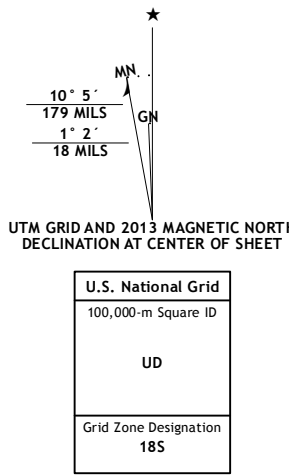 ★
MN
GN
10° 5´
179 MILS
1° 2´
18 MILS
UTM GRID AND 2013 MAGNETIC NORTH
DECLINATION AT CENTER OF SHEET
U.S. National Grid
100,000-m Square ID
UD
Grid Zone Designation
18S